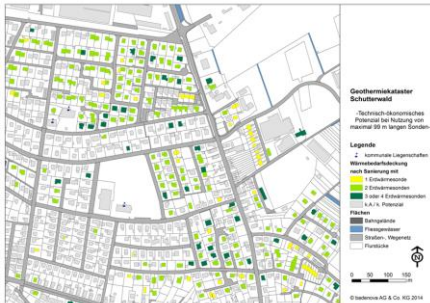 Geothermiekataster
Schutterwald
-Technisch-ökonomisches
Potenzial bei Nutzung von
maximal 99 m langen Sonden-
Legende
kommunale Liegenschaften
Wärmebedarfsdeckung
nach Sanierung mit
1 Erdwärmesonde
2 Erdwärmesonden
3 oder 4 Erdwärmesonden
k.A./ k. Potenzial
Flächen
Bahngelände
Fliessgewässer
Straßen-, Wegenetz
Flurstücke
N
0 50 100 150
m
© badenova AG & Co. KG 2014